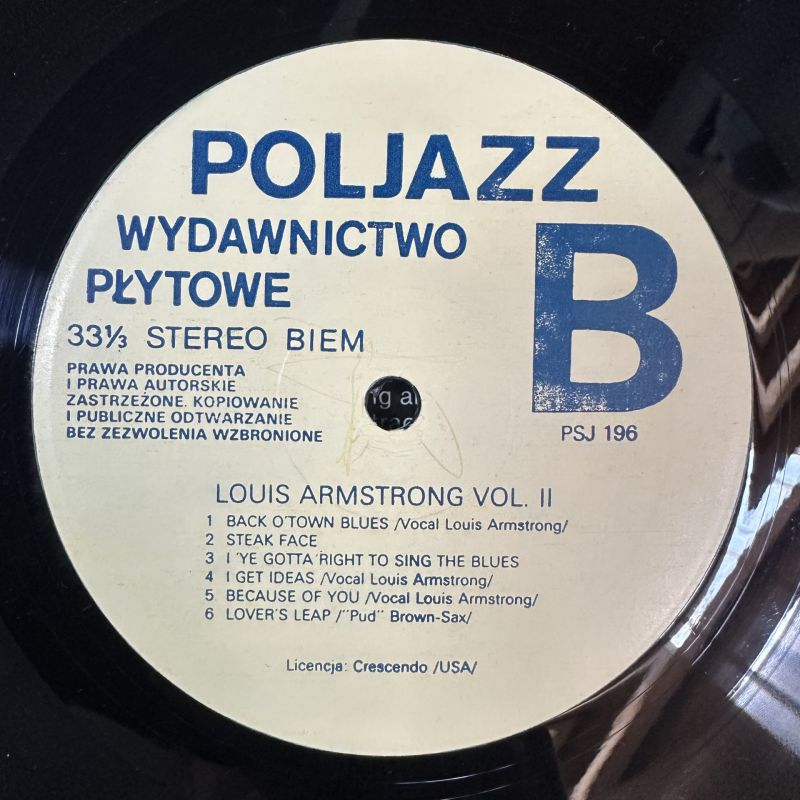 POLJAZZ
WYDAWNICTWO
PŁYTOWE
B
33⅓ STEREO BIEM
PRAWA PRODUCENTA
I PRAWA AUTORSKIE
ZASTRZEŻONE. KOPIOWANIE
I PUBLICZNE ODTWARZANIE
BEZ ZEZWOLENIA WZBRONIONE
PSJ 196
LOUIS ARMSTRONG VOL. II
1 BACK O'TOWN BLUES /Vocal Louis Armstrong/
2 STEAK FACE
3 I'YE GOTTA RIGHT TO SING THE BLUES
4 I GET IDEAS /Vocal Louis Armstrong/
5 BECAUSE OF YOU /Vocal Louis Armstrong/
6 LOVER'S LEAP /"Pud" Brown-Sax/
Licencja: Crescendo /USA/